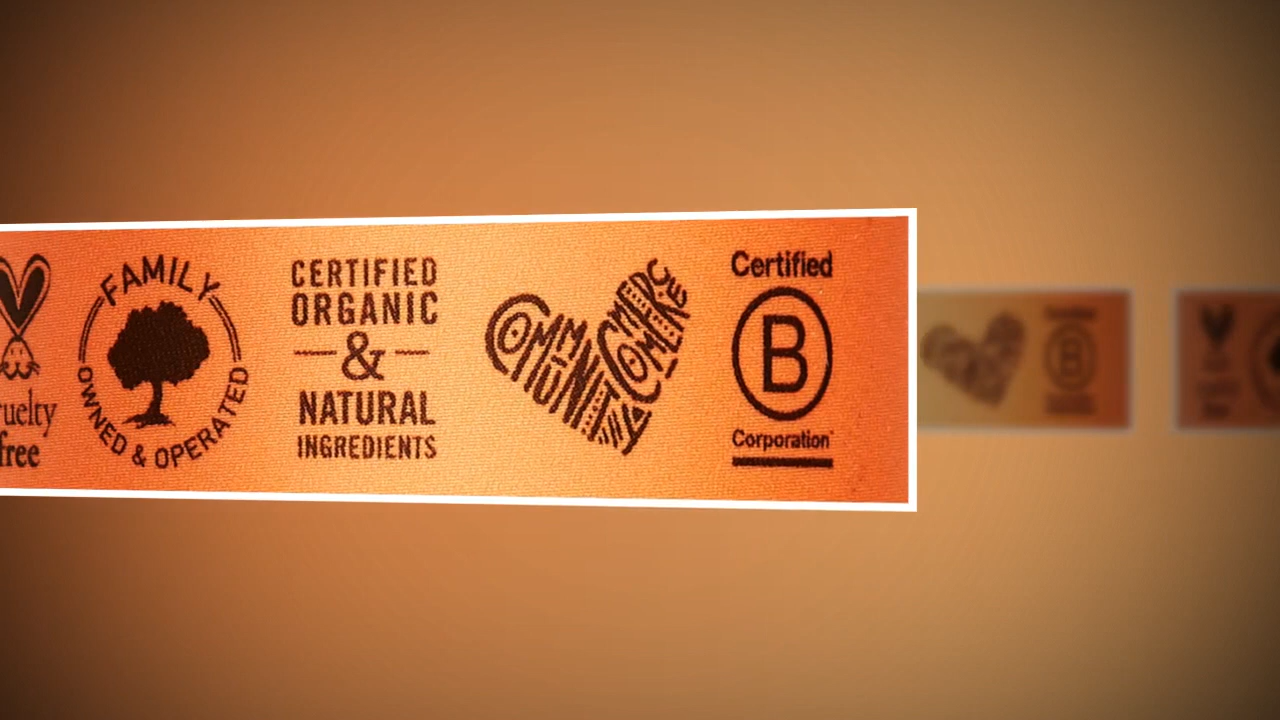 ruelty
free
FAMILY
OWNED & OPERATED
CERTIFIED
ORGANIC
&
NATURAL
INGREDIENTS
COMMUNITY
COMMERCE
Certified
B
Corporation